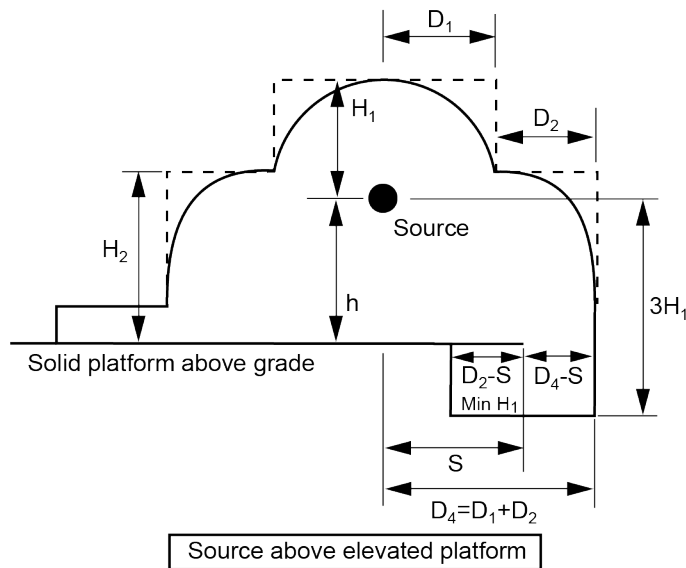 D₁
H₁
D₂
Source
H₂
h
3H₁
Solid platform above grade
D₂-S
D₄-S
Min H₁
S
D₄=D₁+D₂
Source above elevated platform